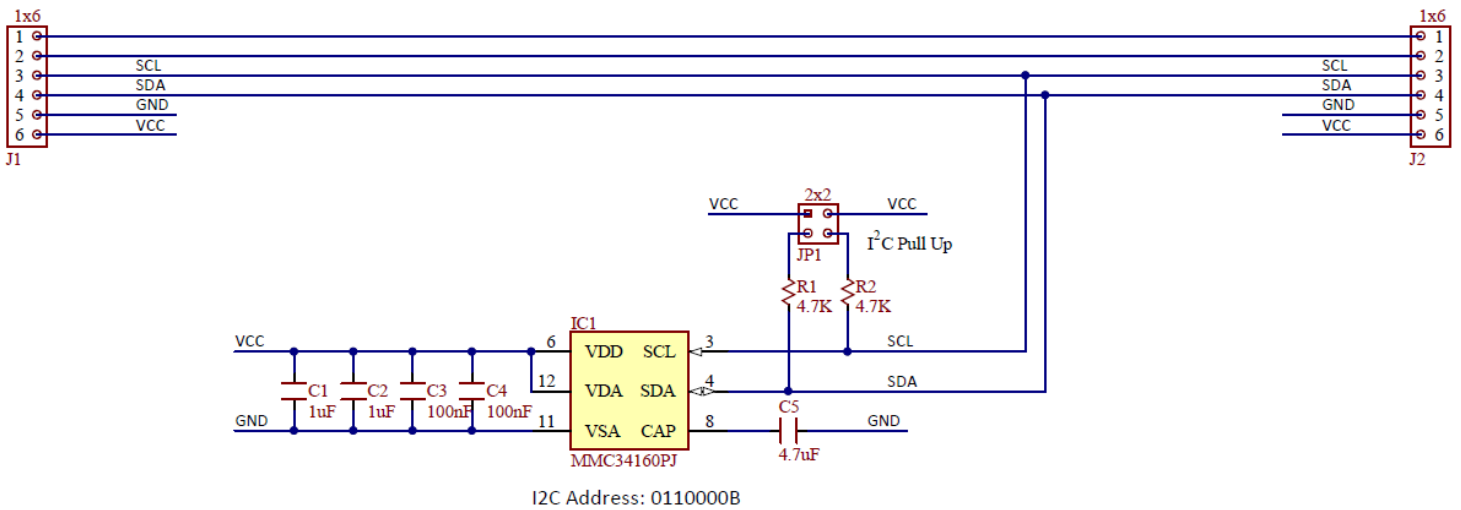 1x6 1x6
1 1
2 2
3 SCL SCL 3
4 SDA SDA 4
5 GND GND 5
6 VCC VCC 6
J1 J2
2x2
VCC VCC
JP1 I²C Pull Up
R1 R2
4.7K 4.7K
IC1
VCC 6 VDD SCL 3 SCL
C1 C2 C3 C4 12 VDA SDA 4 SDA
1uF 1uF 100nF 100nF C5
GND 11 VSA CAP 8 GND
MMC34160PJ 4.7uF
I2C Address: 0110000B